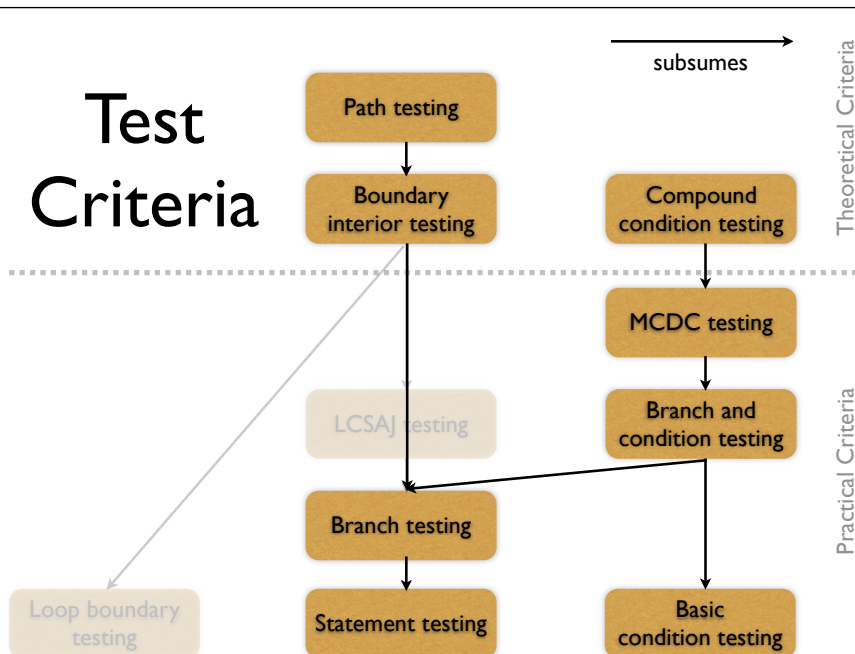 Test
Criteria
subsumes
Theoretical Criteria
Path testing
Boundary
interior testing
Compound
condition testing
MCDC testing
LCSAJ testing
Branch and
condition testing
Practical Criteria
Branch testing
Loop boundary
testing
Statement testing
Basic
condition testing